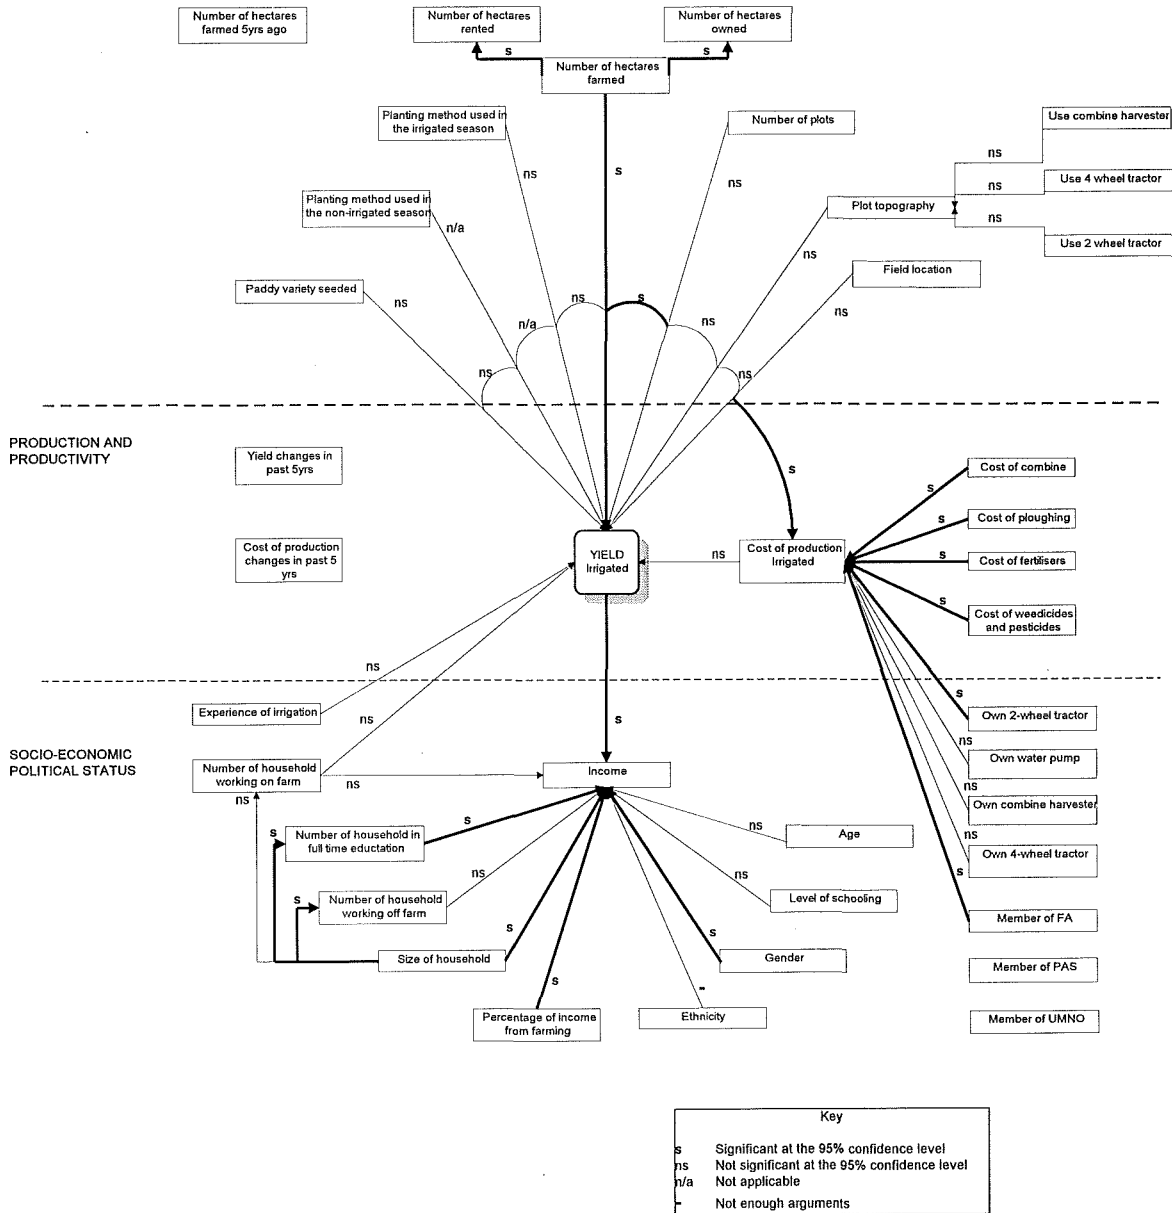 Number of hectares
farmed 5yrs ago
Number of hectares
rented
Number of hectares
owned
s
s
Number of hectares
farmed
Planting method used in
the irrigated season
Number of plots
Use combine harvester
ns
Use 4 wheel tractor
ns
Plot topography
ns
Use 2 wheel tractor
Planting method used in
the non-irrigated season
ns
s
ns
n/a
ns
Field location
Paddy variety seeded
ns
ns
ns
s
n/a
ns
ns
ns
PRODUCTION AND
PRODUCTIVITY
Yield changes in
past 5yrs
s
Cost of combine
s
Cost of ploughing
s
Cost of production
changes in past 5
yrs
YIELD
Irrigated
ns
Cost of production
Irrigated
s
Cost of fertilisers
s
Cost of weedicides
and pesticides
ns
Experience of irrigation
ns
s
s
Own 2-wheel tractor
SOCIO-ECONOMIC
POLITICAL STATUS
Number of household
working on farm
ns
ns
Income
ns
Own water pump
ns
Own combine harvester
ns
Own 4-wheel tractor
s
Member of FA
Member of PAS
Member of UMNO
s
Number of household in
full time eductation
s
ns
Age
s
Number of household
working off farm
ns
ns
Level of schooling
Size of household
s
s
Gender
s
Percentage of income
from farming
-
Ethnicity
Key
s Significant at the 95% confidence level
ns Not significant at the 95% confidence level
n/a Not applicable
- Not enough arguments